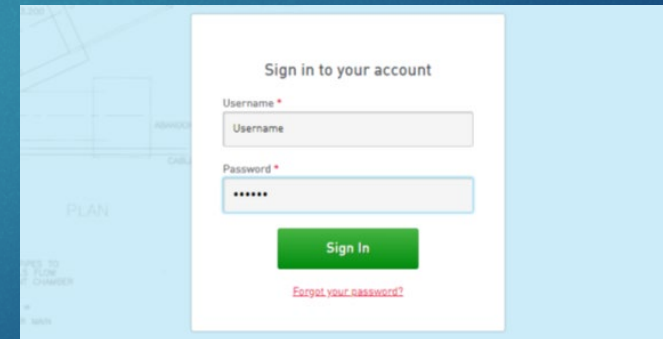 Sign in to your account
Username *
Username
Password *
••••••
Sign In
Forgot your password?
PLAN